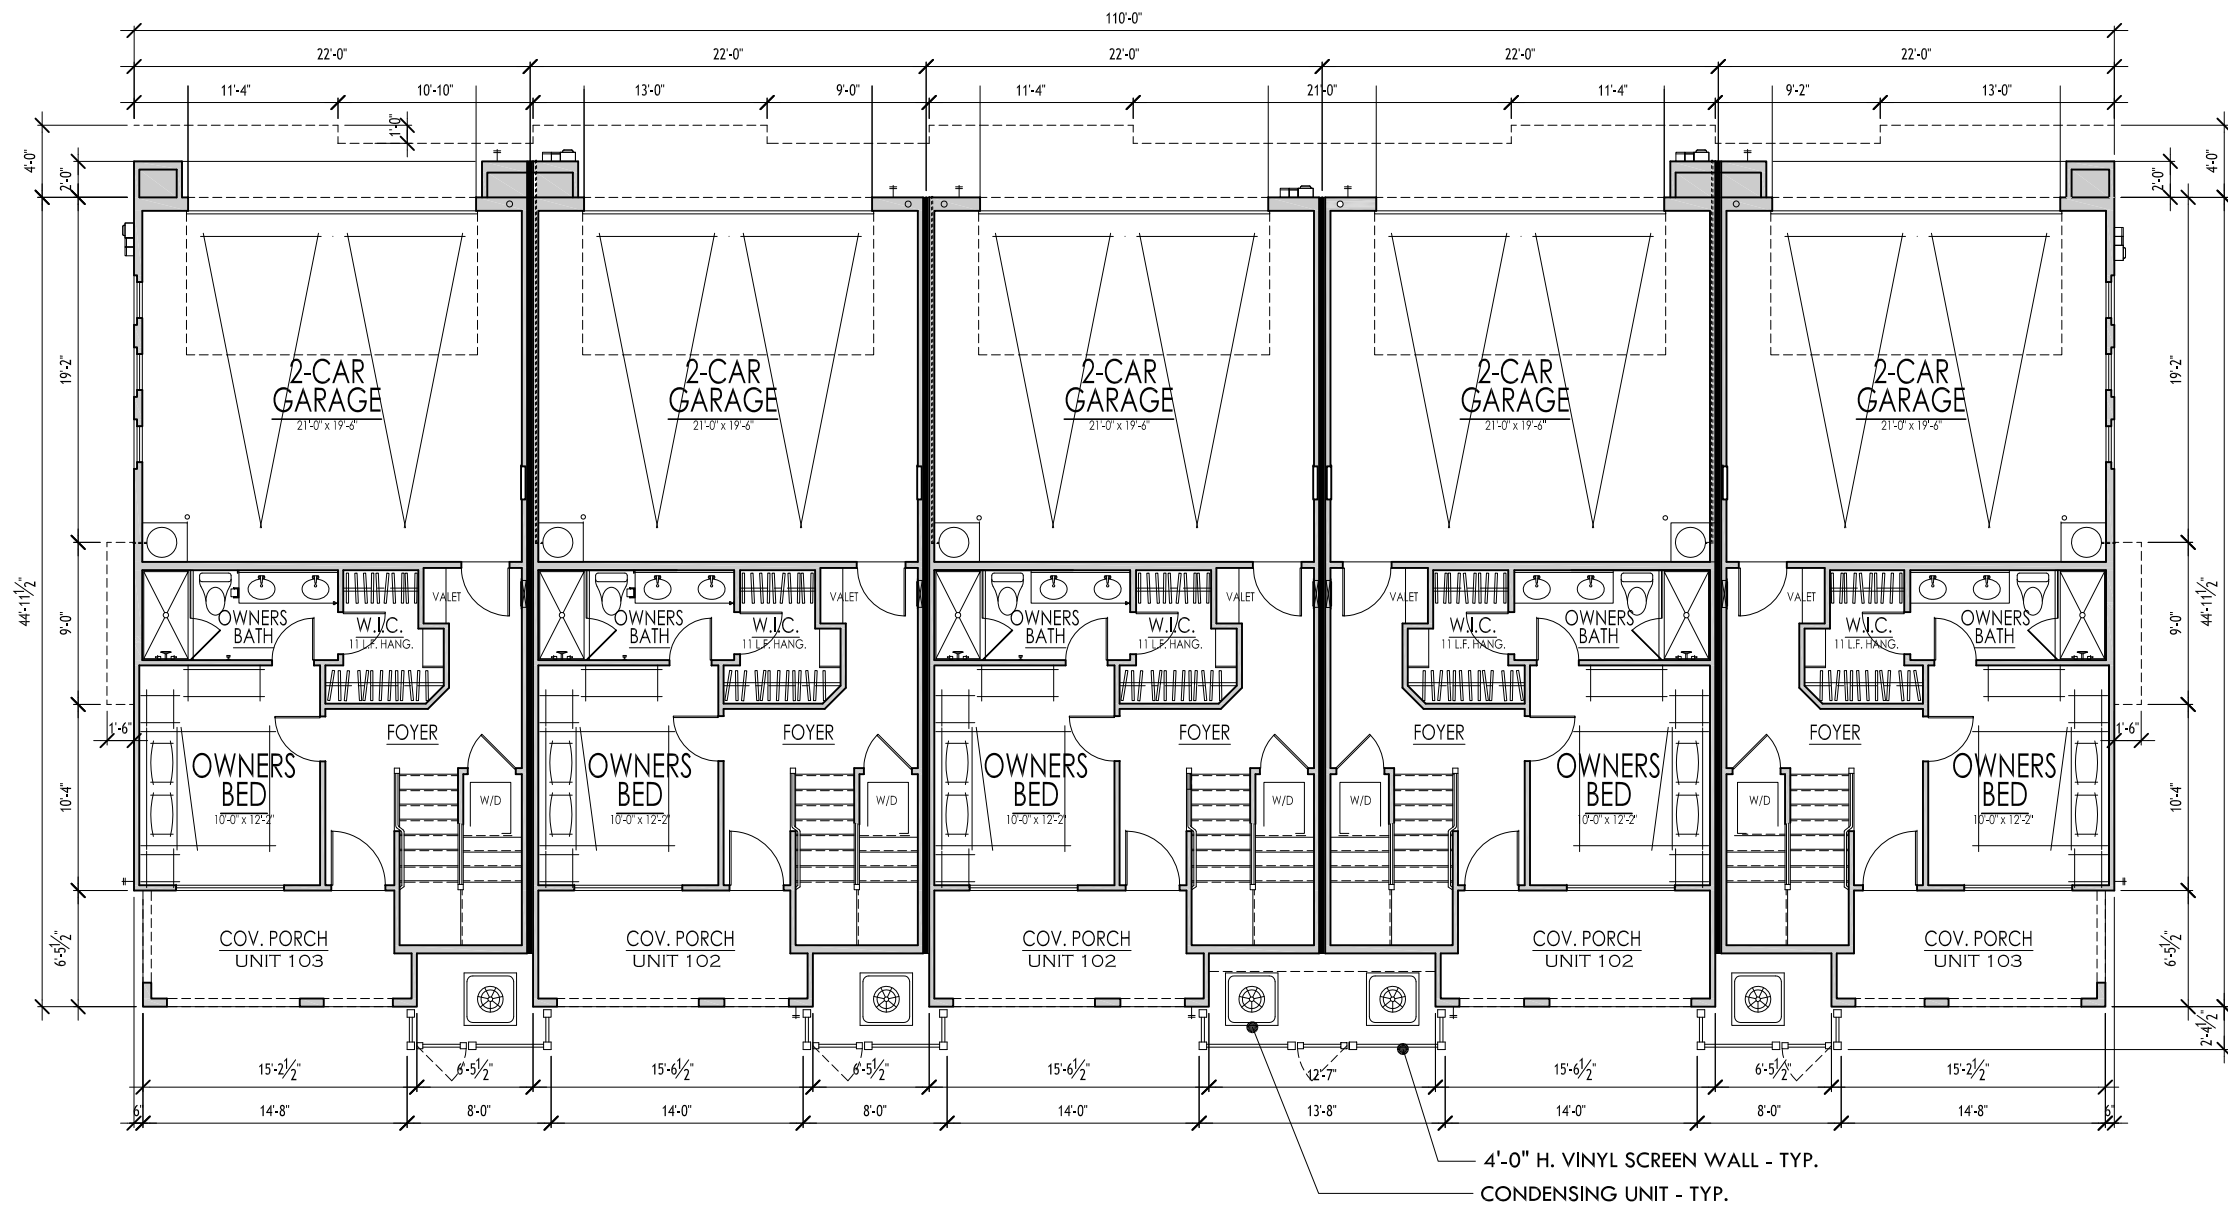 110'-0"
22'-0" 22'-0" 22'-0" 22'-0" 22'-0"
11'-4" 10'-10" 13'-0" 9'-0" 11'-4" 21'-0" 11'-4" 9'-2" 13'-0"
1'-0"
4'-0" 4'-0"
2'-0" 2'-0"
19'-2" 19'-2"
2-CAR 2-CAR 2-CAR 2-CAR 2-CAR
GARAGE GARAGE GARAGE GARAGE GARAGE
21'-0" x 19'-6" 21'-0" x 19'-6" 21'-0" x 19'-6" 21'-0" x 19'-6" 21'-0" x 19'-6"
44'-11½" 44'-11½"
9'-0" 9'-0"
VALET VALET VALET VALET VALET
OWNERS OWNERS OWNERS OWNERS OWNERS
BATH BATH BATH BATH BATH
W.I.C. W.I.C. W.I.C. W.I.C. W.I.C.
11 L.F. HANG. 11 L.F. HANG. 11 L.F. HANG. 11 L.F. HANG. 11 L.F. HANG.
1'-6" 1'-6"
FOYER FOYER FOYER FOYER FOYER
OWNERS OWNERS OWNERS OWNERS OWNERS
BED BED BED BED BED
10'-0" x 12'-2" 10'-0" x 12'-2" 10'-0" x 12'-2" 10'-0" x 12'-2" 10'-0" x 12'-2"
10'-4" 10'-4"
W/D W/D W/D W/D W/D
6'-5½" 6'-5½"
COV. PORCH COV. PORCH COV. PORCH COV. PORCH COV. PORCH
UNIT 103 UNIT 102 UNIT 102 UNIT 102 UNIT 103
2'-4½"
15'-2½" 6'-5½" 15'-6½" 6'-5½" 15'-6½" 12'-7" 15'-6½" 6'-5½" 15'-2½"
6" 14'-8" 8'-0" 14'-0" 8'-0" 14'-0" 13'-8" 14'-0" 8'-0" 14'-8" 6"
4'-0" H. VINYL SCREEN WALL - TYP.
CONDENSING UNIT - TYP.